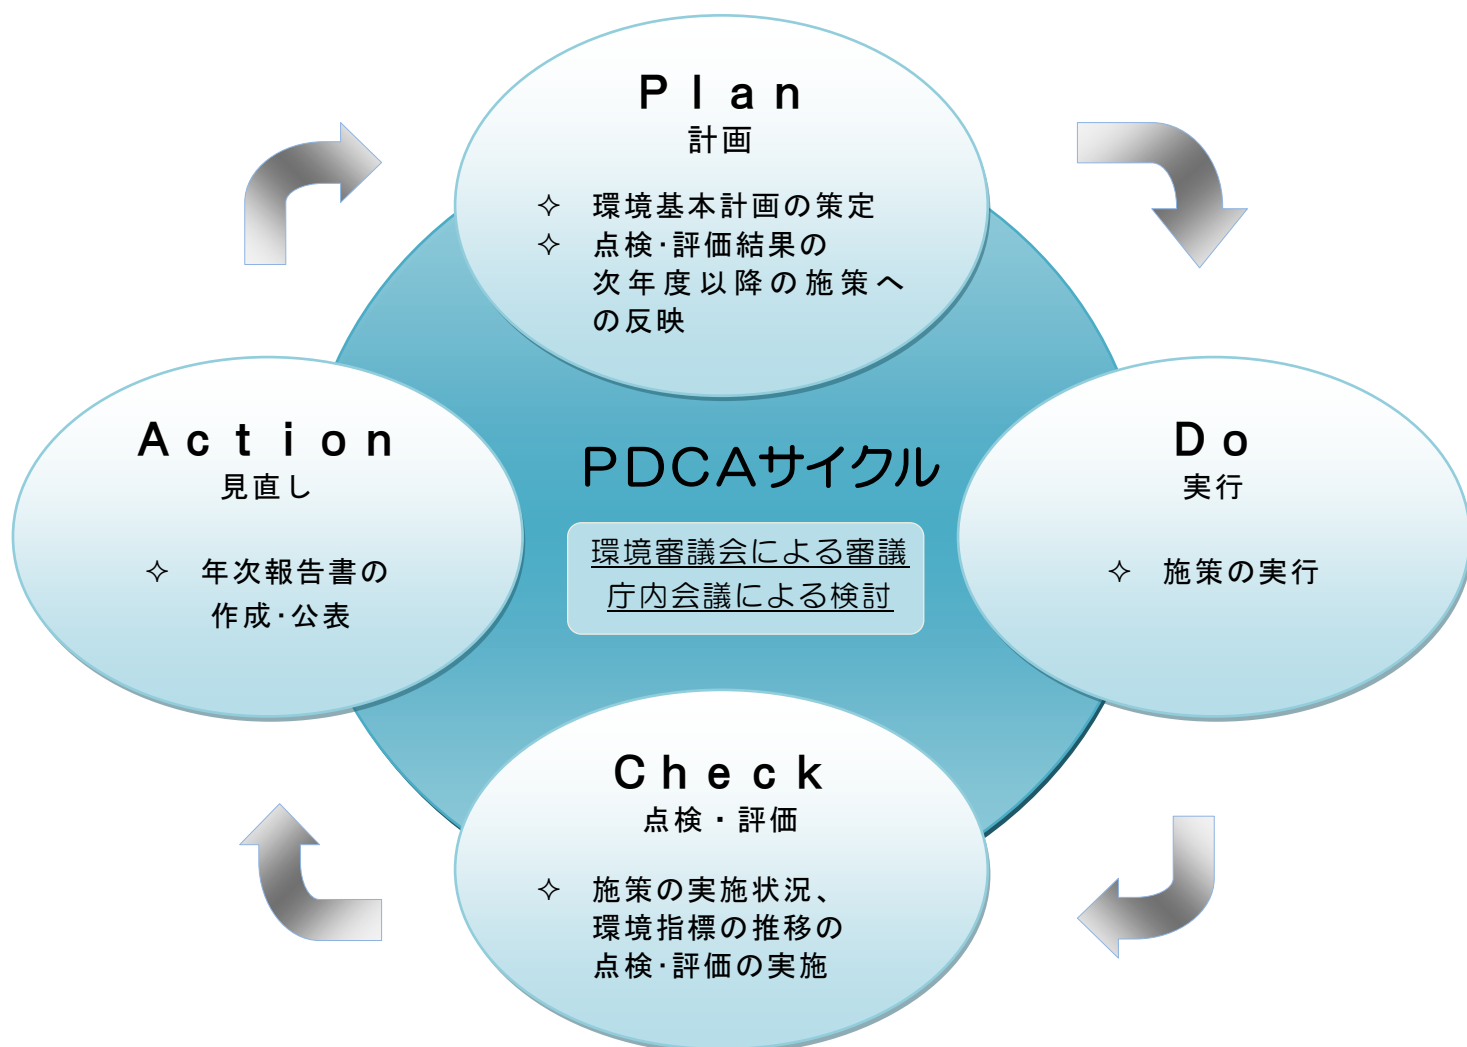 Ｐｌａｎ
計画
✧ 環境基本計画の策定
✧ 点検･評価結果の
次年度以降の施策へ
の反映
Ａｃｔｉｏｎ
見直し
✧ 年次報告書の
作成･公表
ＰＤＣＡサイクル
環境審議会による審議
庁内会議による検討
Ｄｏ
実行
✧ 施策の実行
Ｃｈｅｃｋ
点検・評価
✧ 施策の実施状況、
環境指標の推移の
点検･評価の実施